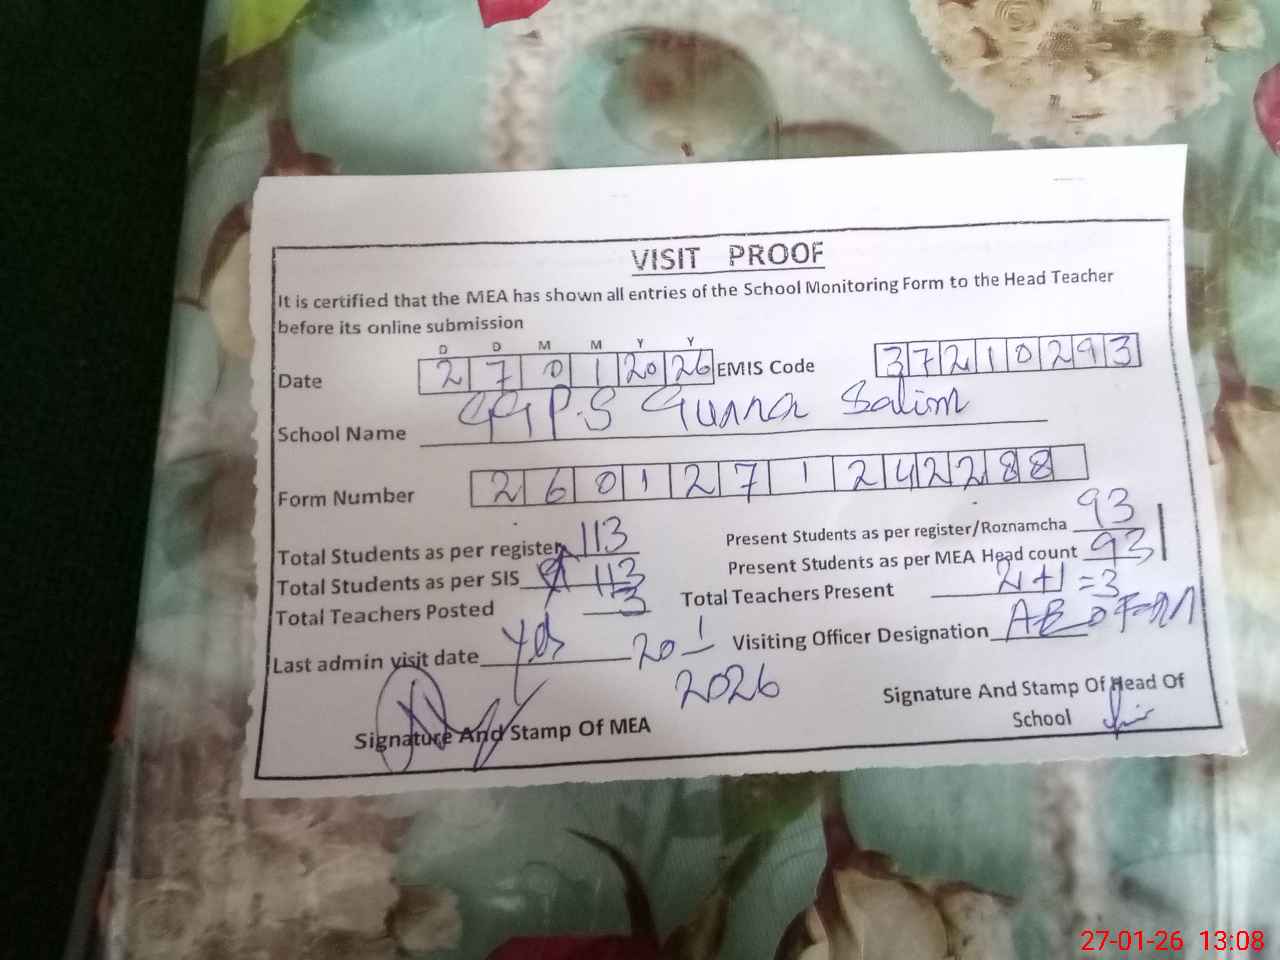 VISIT PROOF
It is certified that the MEA has shown all entries of the School Monitoring Form to the Head Teacher
before its online submission
D D M M Y Y
Date 2 7 0 1 20 26 EMIS Code 3 7 2 1 0 2 9 3
School Name GGPS Gunna Salim
Form Number 2 6 0 1 2 7 1 2 4 2 2 8 8
Total Students as per register 113 Present Students as per register/Roznamcha 93
Total Students as per SIS 113 Present Students as per MEA Head count 93
Total Teachers Posted 3 Total Teachers Present 2+1=3
Last admin visit date yes 20 1 2026 Visiting Officer Designation AEO
Signature And Stamp Of MEA Signature And Stamp Of Head Of
School
27-01-26 13:08